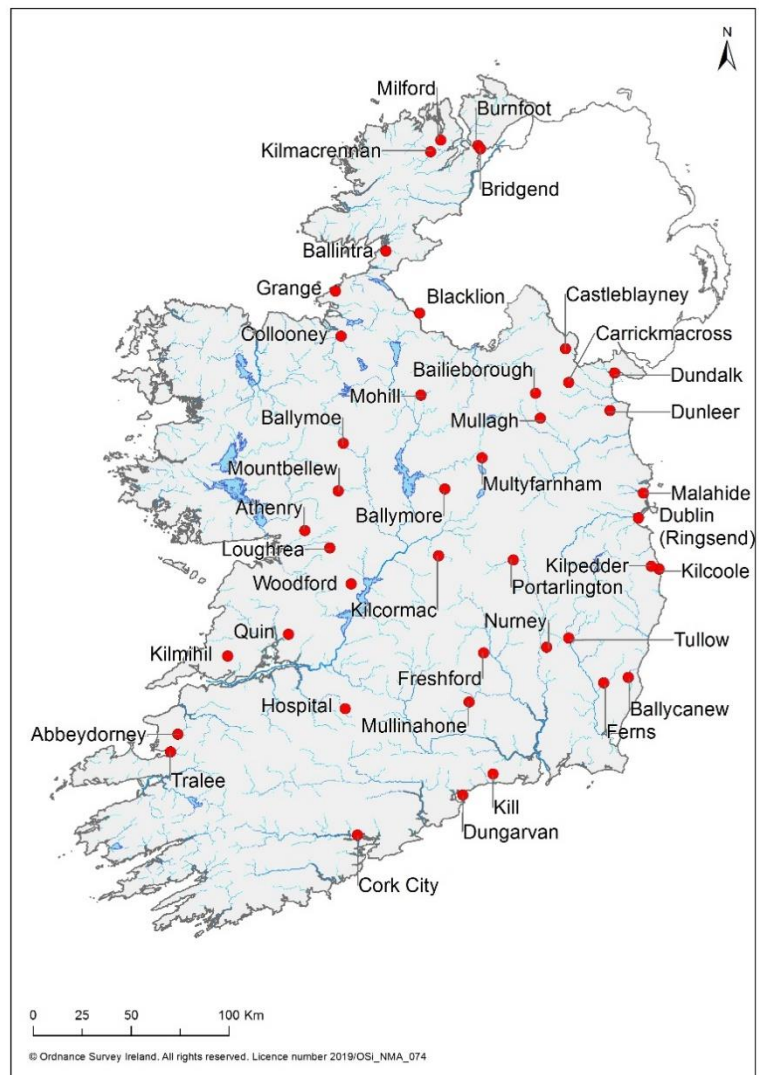 N
Milford
Burnfoot
Kilmacrennan
Bridgend
Ballintra
Grange
Blacklion
Castleblayney
Collooney
Carrickmacross
Bailieborough
Dundalk
Mohill
Dunleer
Ballymoe
Mullagh
Mountbellew
Multyfarnham
Malahide
Athenry
Ballymore
Dublin
(Ringsend)
Loughrea
Kilpedder
Kilcoole
Woodford
Portarlington
Kilcormac
Nurney
Quin
Tullow
Kilmihil
Freshford
Hospital
Mullinahone
Ballycanew
Ferns
Abbeydorney
Tralee
Kill
Dungarvan
Cork City
0 25 50 100 Km
© Ordnance Survey Ireland. All rights reserved. Licence number 2019/OSi_NMA_074